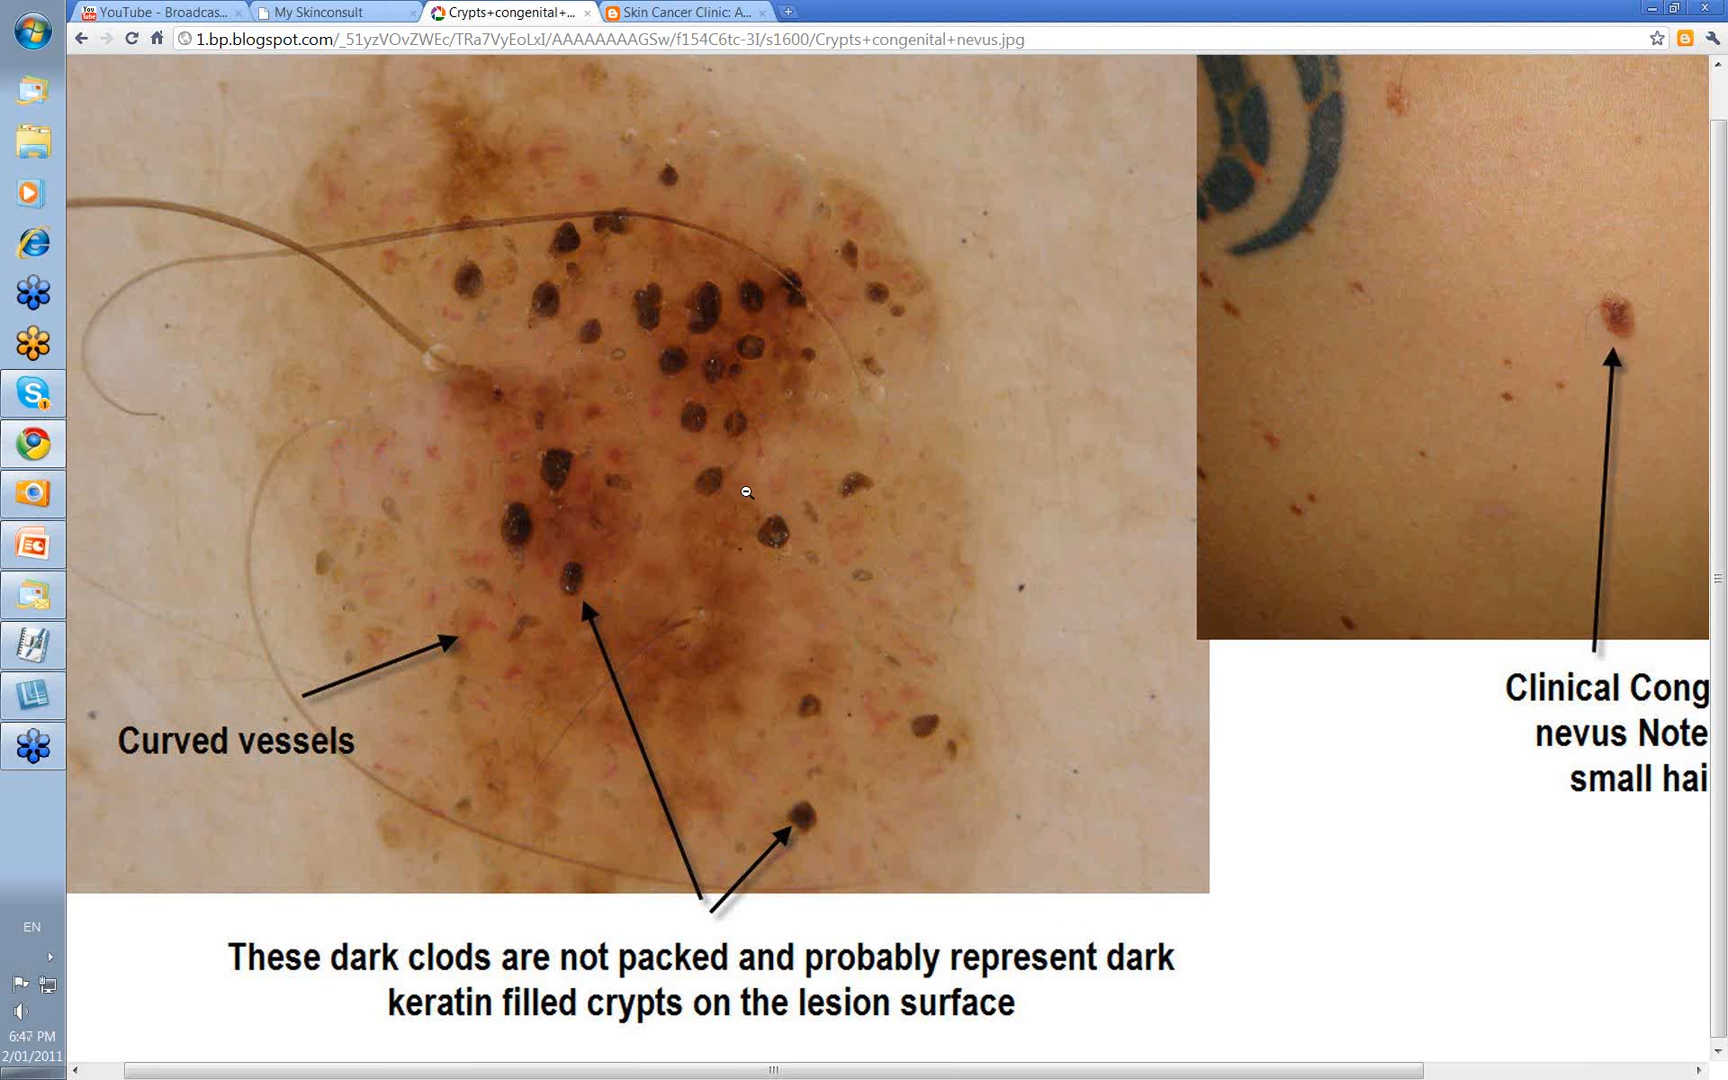 YouTube - Broadcas...
My Skinconsult
Crypts+congenital+...
Skin Cancer Clinic: A...
1.bp.blogspot.com/_51yzVOvZWEc/TRa7VyEoLxI/AAAAAAAAGSw/f154C6tc-3I/s1600/Crypts+congenital+nevus.jpg
Curved vessels
Clinical Cong
nevus Note
small hai
These dark clods are not packed and probably represent dark
keratin filled crypts on the lesion surface
EN
6:47 PM
2/01/2011